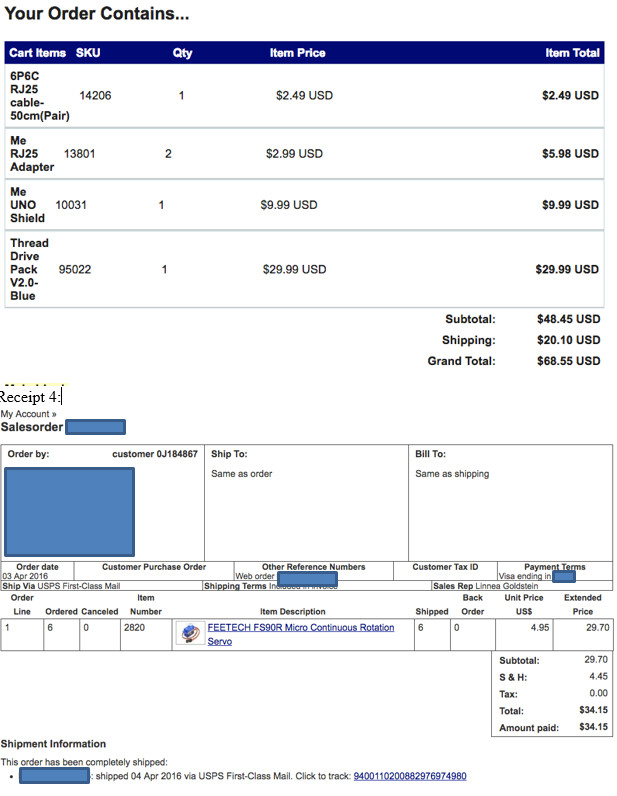 Your Order Contains...
Cart Items SKU Qty Item Price Item Total
6P6C
RJ25
cable-
50cm(Pair)
14206 1 $2.49 USD $2.49 USD
Me
RJ25
Adapter
13801 2 $2.99 USD $5.98 USD
Me
UNO
Shield
10031 1 $9.99 USD $9.99 USD
Thread
Drive
Pack
V2.0-
Blue
95022 1 $29.99 USD $29.99 USD
Subtotal: $48.45 USD
Shipping: $20.10 USD
Grand Total: $68.55 USD
Receipt 4:
My Account »
Salesorder
Order by: customer 0J184867 Ship To: Bill To:
Same as order Same as shipping
Order date Customer Purchase Order Other Reference Numbers Customer Tax ID Payment Terms
03 Apr 2016 Web order Visa ending in
Ship Via USPS First-Class Mail Shipping Terms Included in invoice Sales Rep Linnea Goldstein
Order Item Back Unit Price Extended
Line Ordered Canceled Number Item Description Shipped Order US$ Price
1 6 0 2820 FEETECH FS90R Micro Continuous Rotation 6 0 4.95 29.70
Servo
Subtotal: 29.70
S & H: 4.45
Tax: 0.00
Total: $34.15
Amount paid: $34.15
Shipment Information
This order has been completely shipped:
• : shipped 04 Apr 2016 via USPS First-Class Mail. Click to track: 9400110200882976974980